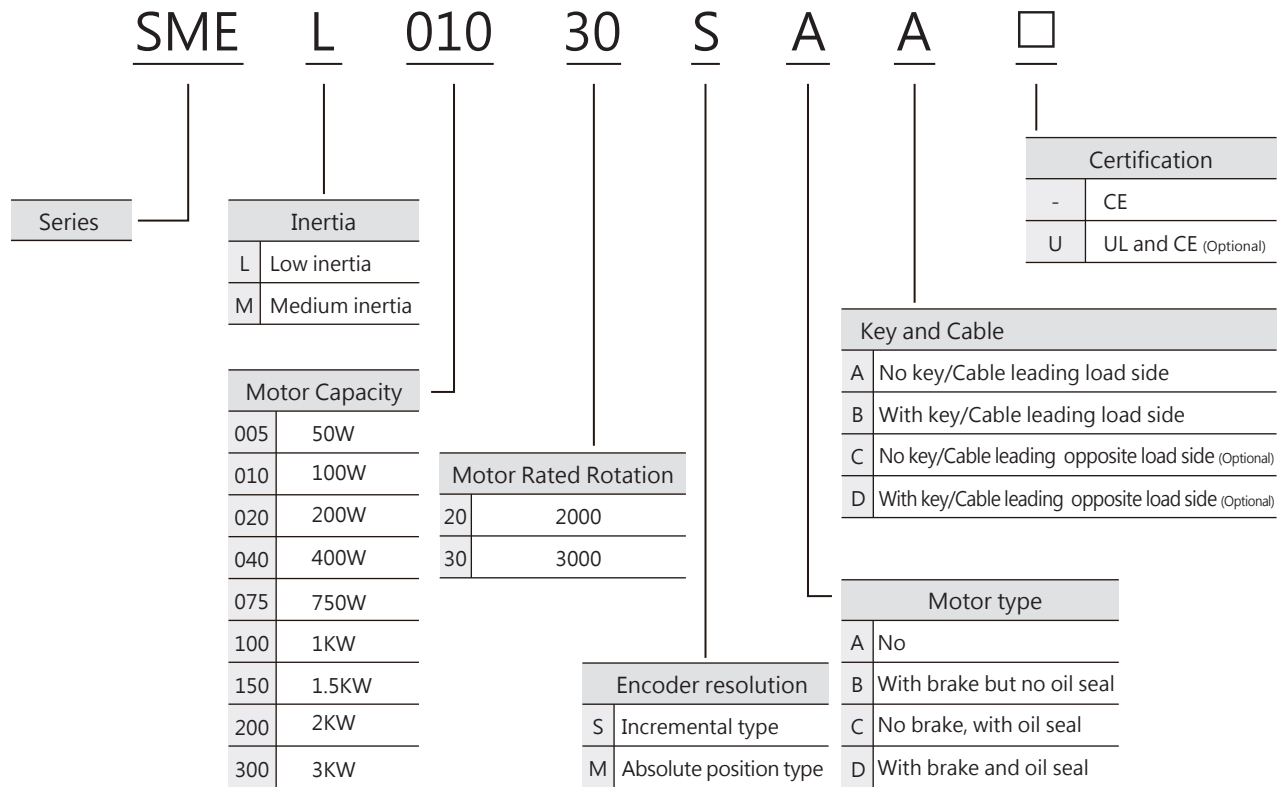 SME L 010 30 S A A □
Series
Inertia
L Low inertia
M Medium inertia
Motor Capacity
005 50W
010 100W
020 200W
040 400W
075 750W
100 1KW
150 1.5KW
200 2KW
300 3KW
Motor Rated Rotation
20 2000
30 3000
Encoder resolution
S Incremental type
M Absolute position type
Certification
- CE
U UL and CE (Optional)
Key and Cable
A No key/Cable leading load side
B With key/Cable leading load side
C No key/Cable leading opposite load side (Optional)
D With key/Cable leading opposite load side (Optional)
Motor type
A No
B With brake but no oil seal
C No brake, with oil seal
D With brake and oil seal